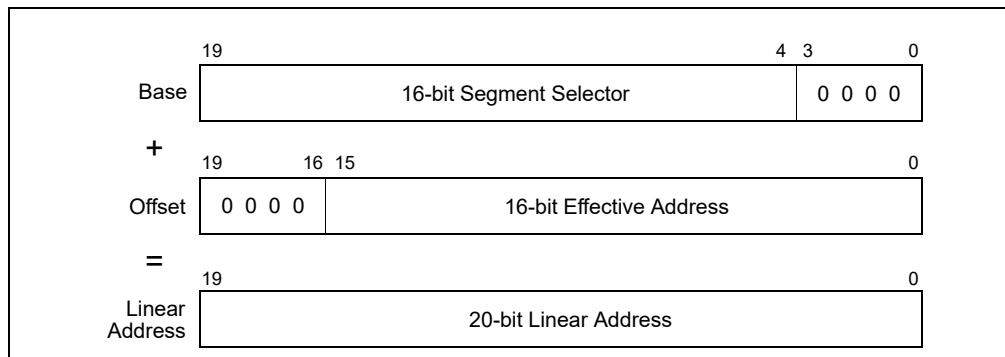 19 4 3 0
Base 16-bit Segment Selector 0 0 0 0
+
19 16 15 0
Offset 0 0 0 0 16-bit Effective Address
=
19 0
Linear
Address 20-bit Linear Address